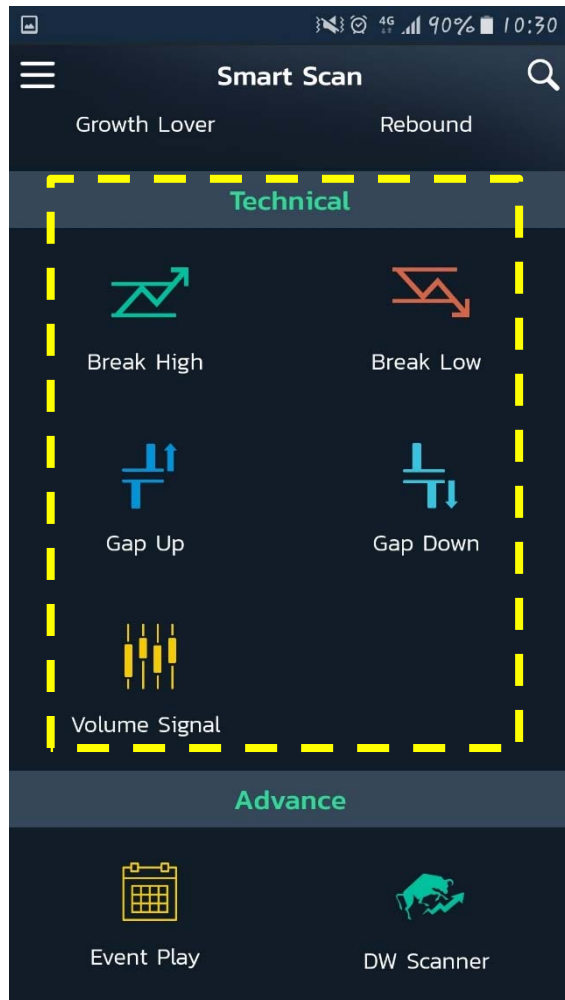 4G 90% 10:30
Smart Scan
Growth Lover Rebound
Technical
Break High Break Low
Gap Up Gap Down
Volume Signal
Advance
Event Play DW Scanner